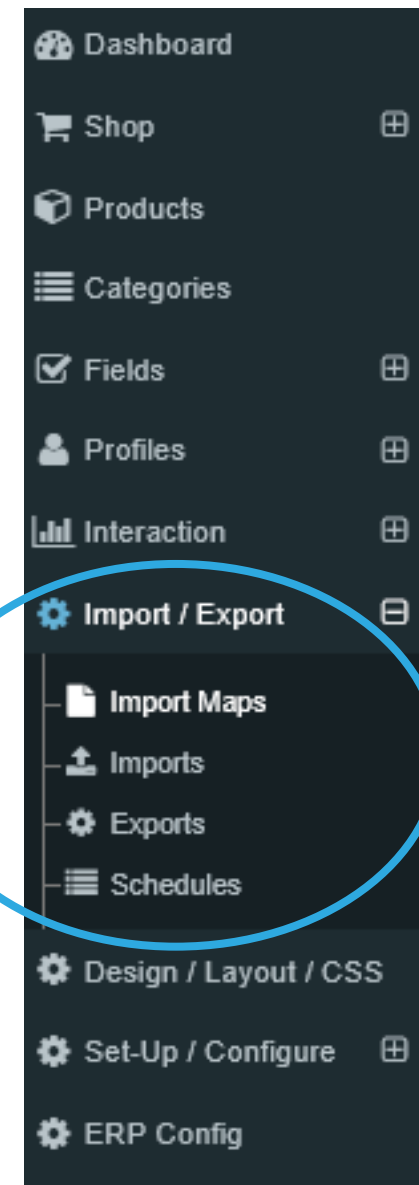 Dashboard
Shop
Products
Categories
Fields
Profiles
Interaction
Import / Export
Import Maps
Imports
Exports
Schedules
Design / Layout / CSS
Set-Up / Configure
ERP Config